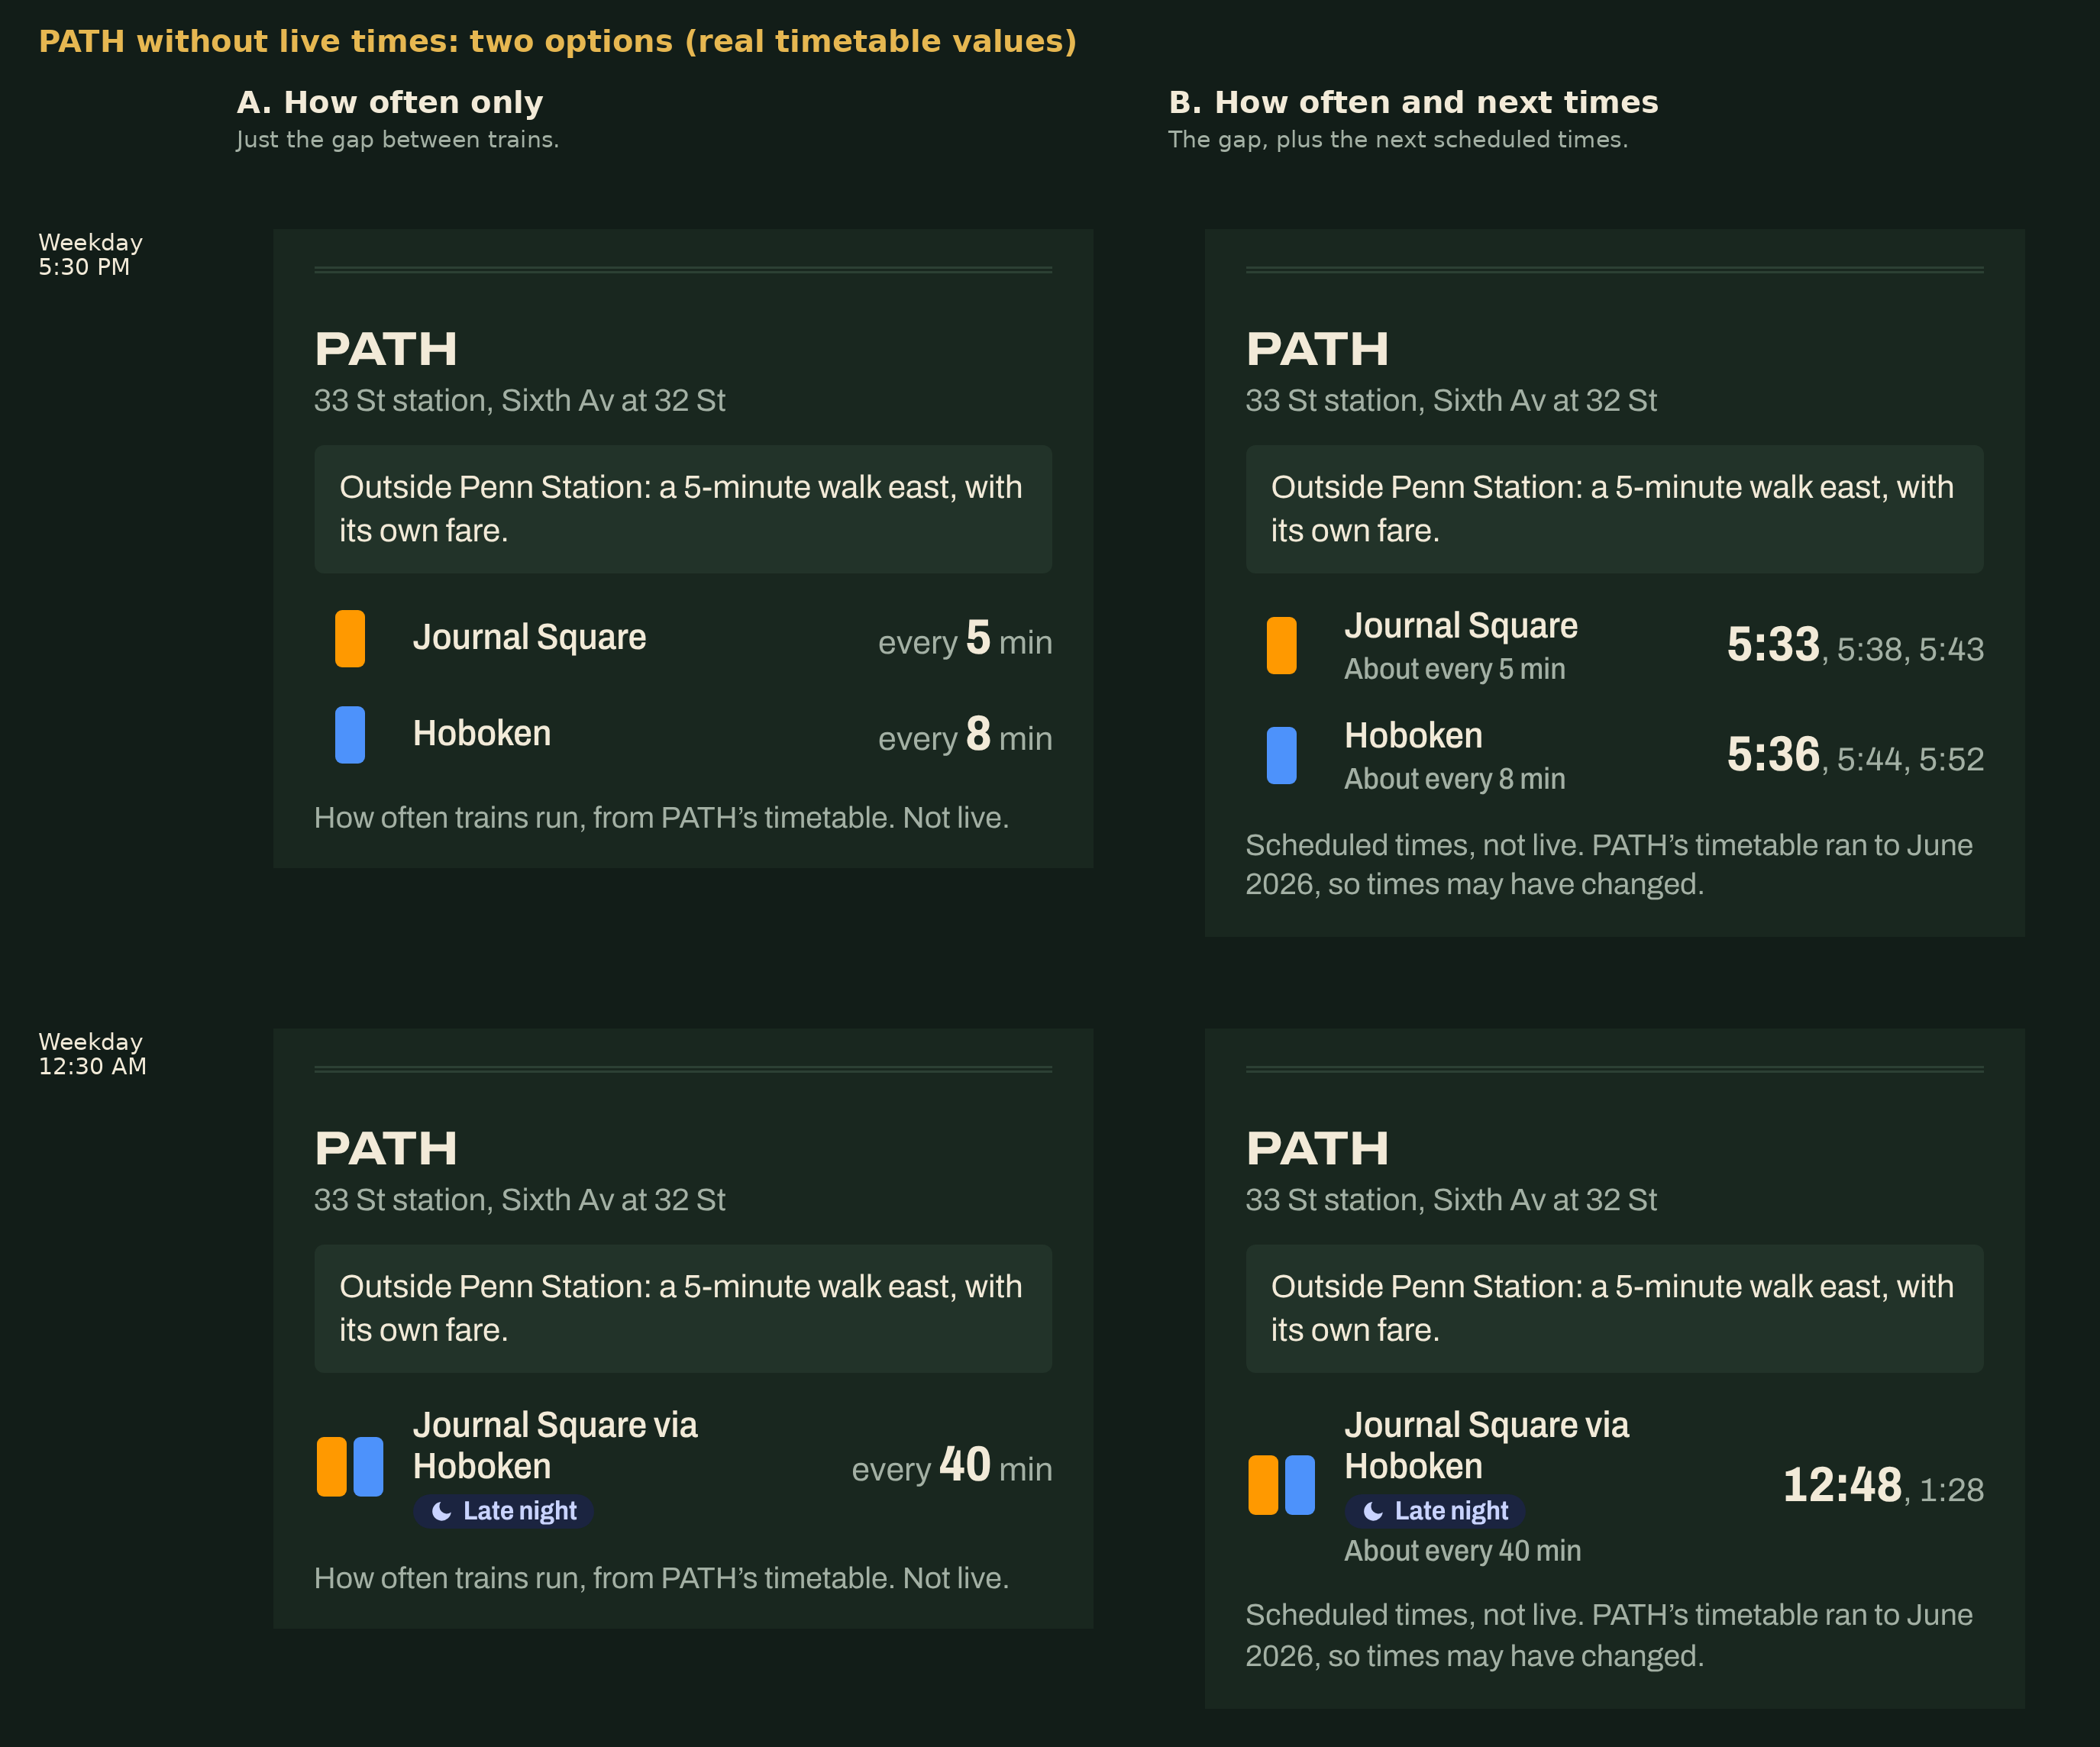 PATH without live times: two options (real timetable values)
A. How often only
Just the gap between trains.
B. How often and next times
The gap, plus the next scheduled times.
Weekday
5:30 PM
PATH
33 St station, Sixth Av at 32 St
Outside Penn Station: a 5-minute walk east, with
its own fare.
Journal Square
every 5 min
Hoboken
every 8 min
How often trains run, from PATH’s timetable. Not live.
PATH
33 St station, Sixth Av at 32 St
Outside Penn Station: a 5-minute walk east, with
its own fare.
Journal Square
About every 5 min
5:33, 5:38, 5:43
Hoboken
About every 8 min
5:36, 5:44, 5:52
Scheduled times, not live. PATH’s timetable ran to June
2026, so times may have changed.
Weekday
12:30 AM
PATH
33 St station, Sixth Av at 32 St
Outside Penn Station: a 5-minute walk east, with
its own fare.
Journal Square via
Hoboken
Late night
every 40 min
How often trains run, from PATH’s timetable. Not live.
PATH
33 St station, Sixth Av at 32 St
Outside Penn Station: a 5-minute walk east, with
its own fare.
Journal Square via
Hoboken
Late night
About every 40 min
12:48, 1:28
Scheduled times, not live. PATH’s timetable ran to June
2026, so times may have changed.